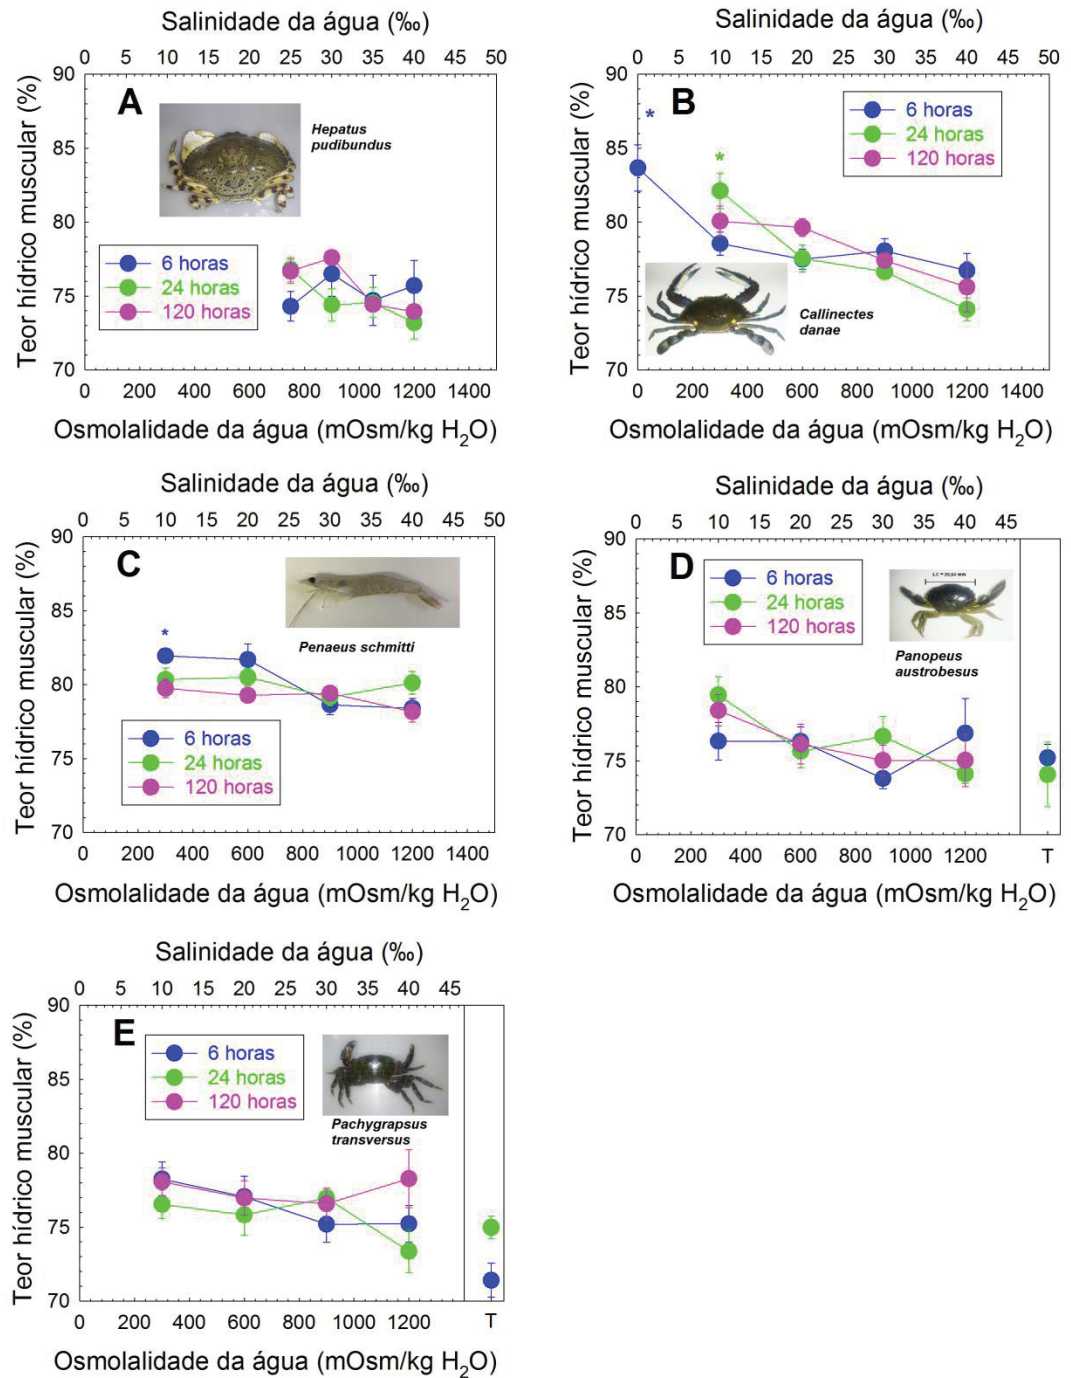 Salinidade da água (‰)
0 5 10 15 20 25 30 35 40 45 50
90
85
80
75
70
Teor hídrico muscular (%)
A
Hepatus
pudibundus
6 horas
24 horas
120 horas
0 200 400 600 800 1000 1200 1400
Osmolalidade da água (mOsm/kg H₂O)
Salinidade da água (‰)
0 5 10 15 20 25 30 35 40 45 50
90
85
80
75
70
Teor hídrico muscular (%)
B
*
*
6 horas
24 horas
120 horas
Callinectes
danae
0 200 400 600 800 1000 1200 1400
Osmolalidade da água (mOsm/kg H₂O)
Salinidade da água (‰)
0 5 10 15 20 25 30 35 40 45 50
90
85
80
75
70
Teor hídrico muscular (%)
C
*
Penaeus schmitti
6 horas
24 horas
120 horas
0 200 400 600 800 1000 1200 1400
Osmolalidade da água (mOsm/kg H₂O)
Salinidade da água (‰)
0 5 10 15 20 25 30 35 40 45
90
85
80
75
70
Teor hídrico muscular (%)
D
6 horas
24 horas
120 horas
Panopeus
austrobesus
0 200 400 600 800 1000 1200 T
Osmolalidade da água (mOsm/kg H₂O)
Salinidade da água (‰)
0 5 10 15 20 25 30 35 40 45
90
85
80
75
70
Teor hídrico muscular (%)
E
6 horas
24 horas
120 horas
Pachygrapsus
transversus
0 200 400 600 800 1000 1200 T
Osmolalidade da água (mOsm/kg H₂O)